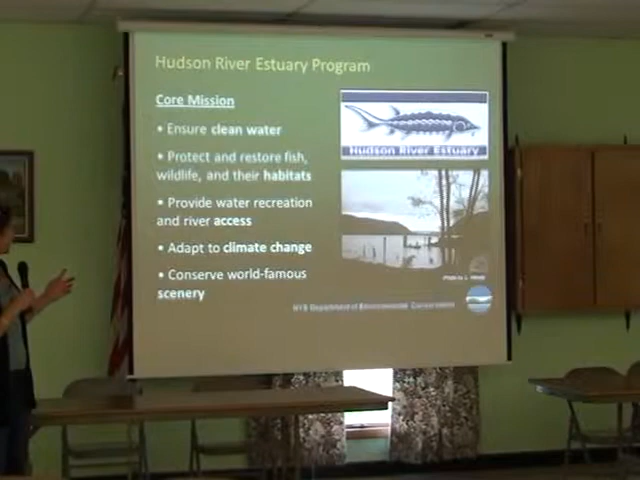 Hudson River Estuary Program
Core Mission
• Ensure clean water
• Protect and restore fish,
wildlife, and their habitats
• Provide water recreation
and river access
• Adapt to climate change
• Conserve world-famous
scenery
Hudson River Estuary
NYS Department of Environmental Conservation